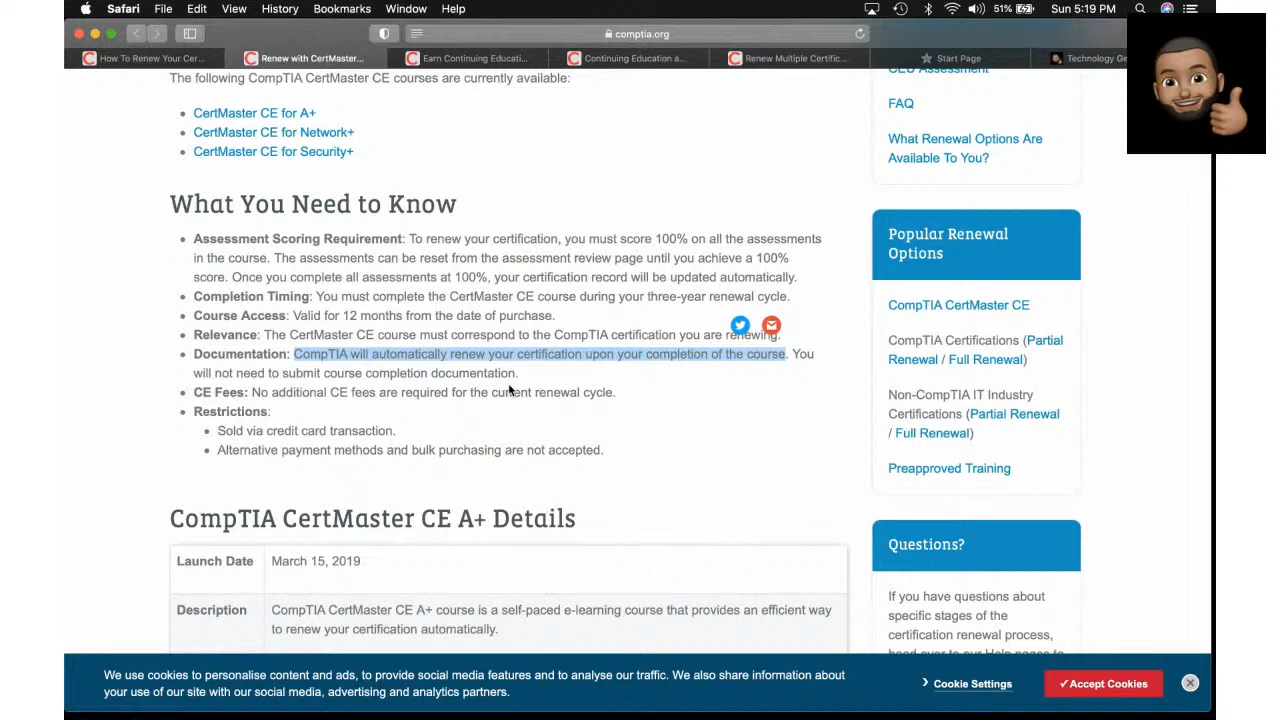 Safari File Edit View History Bookmarks Window Help 51% Sun 5:19 PM
comptia.org
How To Renew Your Cer...
Renew with CertMaster...
Earn Continuing Educati...
Continuing Education a...
Renew Multiple Certific...
Start Page
Technology Ge
The following CompTIA CertMaster CE courses are currently available:
CertMaster CE for A+
CertMaster CE for Network+
CertMaster CE for Security+
What You Need to Know
Assessment Scoring Requirement: To renew your certification, you must score 100% on all the assessments
in the course. The assessments can be reset from the assessment review page until you achieve a 100%
score. Once you complete all assessments at 100%, your certification record will be updated automatically.
Completion Timing: You must complete the CertMaster CE course during your three-year renewal cycle.
Course Access: Valid for 12 months from the date of purchase.
Relevance: The CertMaster CE course must correspond to the CompTIA certification you are renewing.
Documentation: CompTIA will automatically renew your certification upon your completion of the course. You
will not need to submit course completion documentation.
CE Fees: No additional CE fees are required for the current renewal cycle.
Restrictions:
Sold via credit card transaction.
Alternative payment methods and bulk purchasing are not accepted.
CompTIA CertMaster CE A+ Details
Launch Date March 15, 2019
Description CompTIA CertMaster CE A+ course is a self-paced e-learning course that provides an efficient way
to renew your certification automatically.
CEU Assessment
FAQ
What Renewal Options Are
Available To You?
Popular Renewal
Options
CompTIA CertMaster CE
CompTIA Certifications (Partial
Renewal / Full Renewal)
Non-CompTIA IT Industry
Certifications (Partial Renewal
/ Full Renewal)
Preapproved Training
Questions?
If you have questions about
specific stages of the
certification renewal process,
head over to our Help pages to
We use cookies to personalise content and ads, to provide social media features and to analyse our traffic. We also share information about
your use of our site with our social media, advertising and analytics partners.
Cookie Settings
✓Accept Cookies